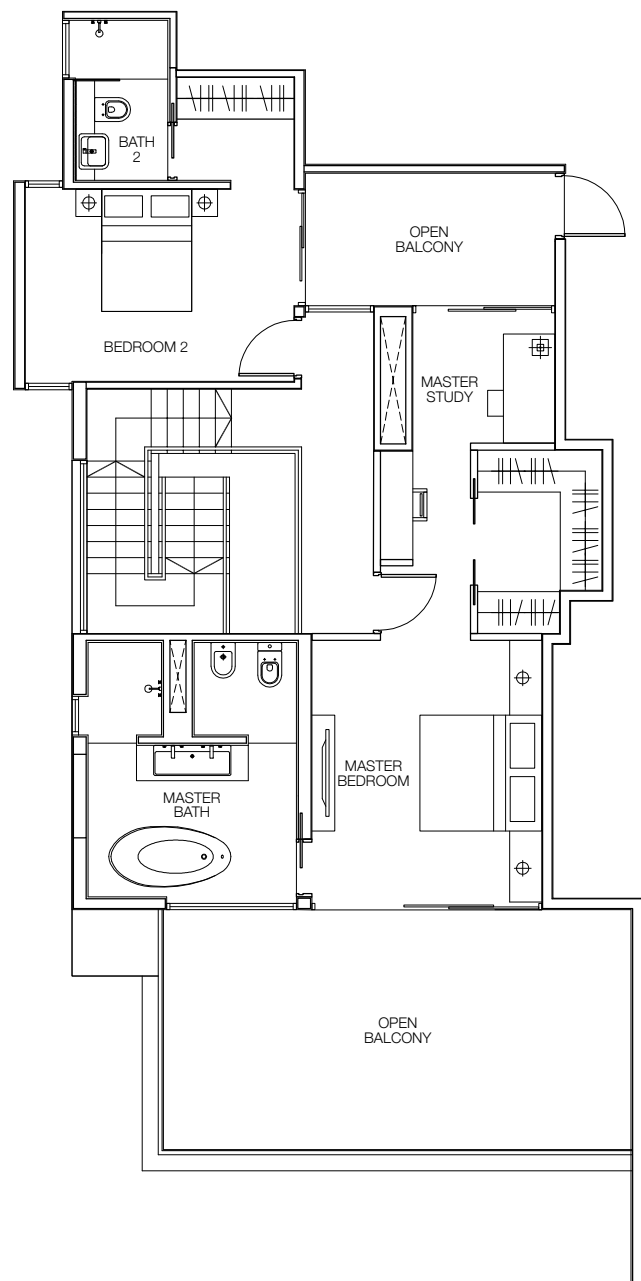 BATH
2
OPEN
BALCONY
BEDROOM 2
MASTER
STUDY
MASTER
BEDROOM
MASTER
BATH
OPEN
BALCONY